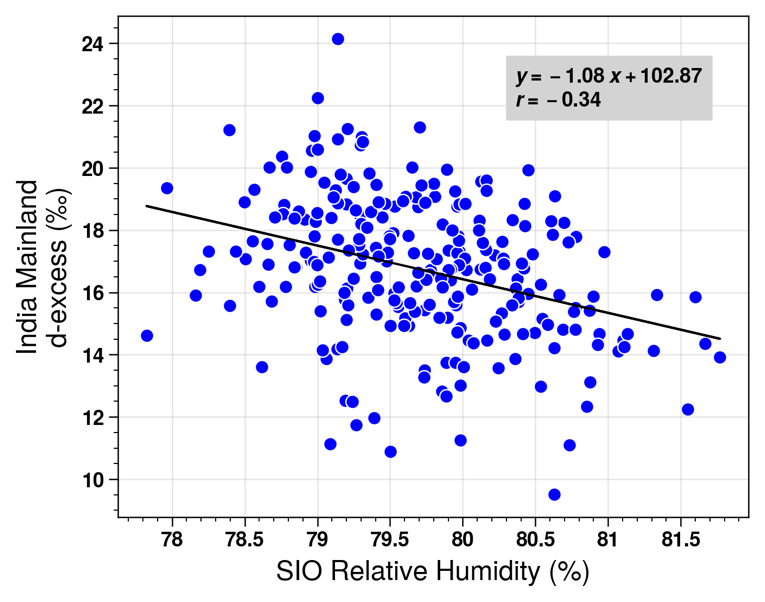 24
22
20
18
16
14
12
10
India Mainland
d-excess (‰)
y = − 1.08 x + 102.87
r = − 0.34
78 78.5 79 79.5 80 80.5 81 81.5
SIO Relative Humidity (%)